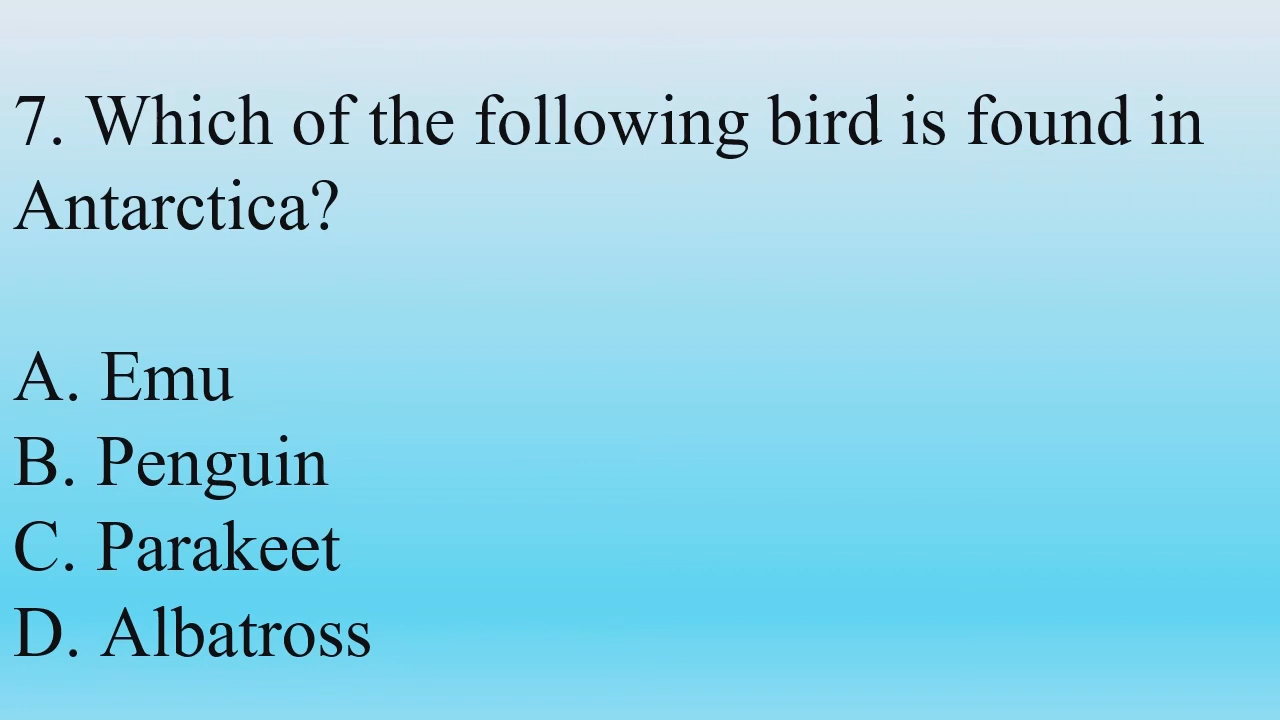 7. Which of the following bird is found in
Antarctica?
A. Emu
B. Penguin
C. Parakeet
D. Albatross